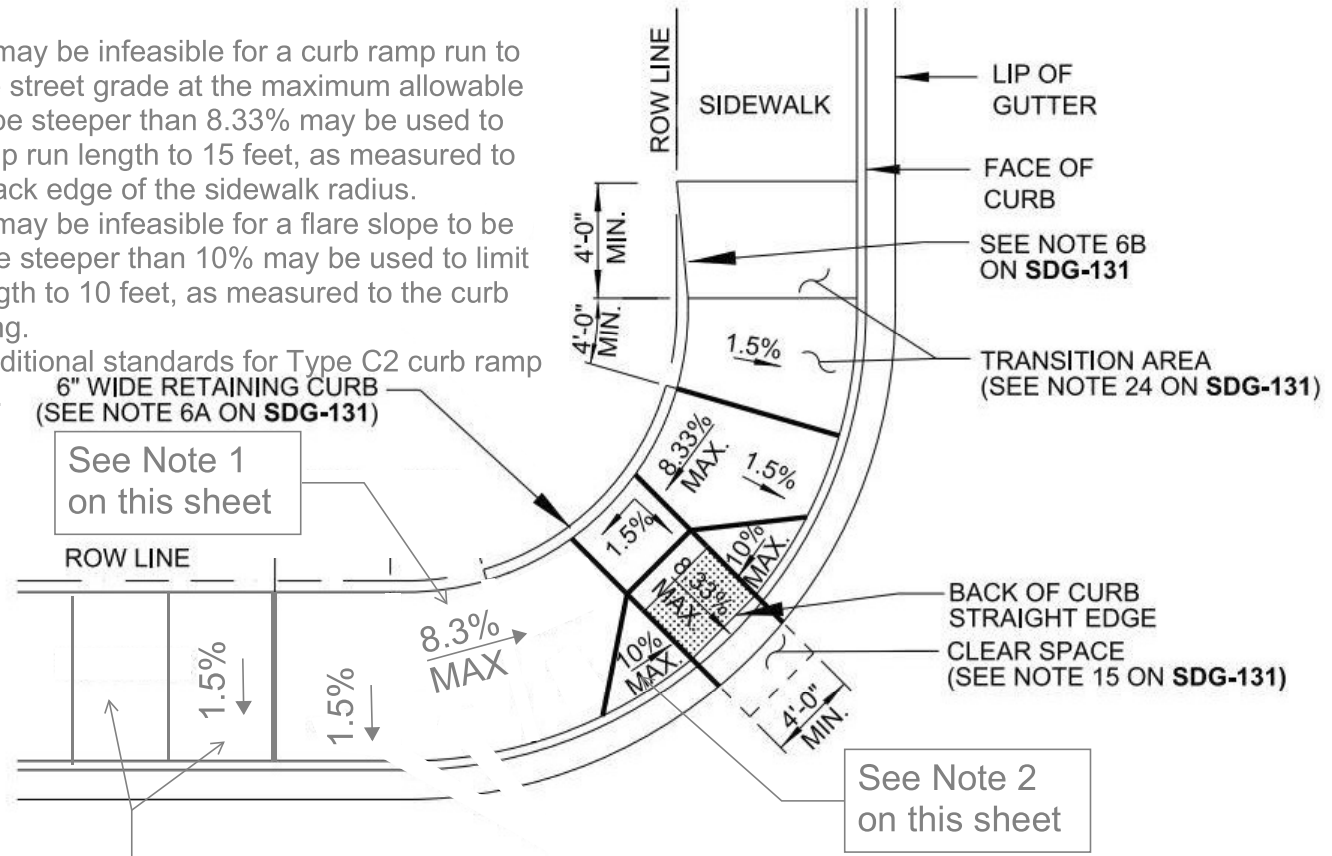 may be infeasible for a curb ramp run to
street grade at the maximum allowable
be steeper than 8.33% may be used to
p run length to 15 feet, as measured to
ack edge of the sidewalk radius.
may be infeasible for a flare slope to be
e steeper than 10% may be used to limit
gth to 10 feet, as measured to the curb
ng.
ditional standards for Type C2 curb ramp
ROW LINE
SIDEWALK
LIP OF
GUTTER
FACE OF
CURB
4'-0"
MIN.
SEE NOTE 6B
ON SDG-131
4'-0"
MIN.
1.5%
TRANSITION AREA
(SEE NOTE 24 ON SDG-131)
6" WIDE RETAINING CURB
(SEE NOTE 6A ON SDG-131)
See Note 1
on this sheet
8.33%
MAX.
1.5%
1.5%
10%
MAX.
8.33%
MAX.
10%
MAX.
ROW LINE
8.3%
MAX
1.5%
1.5%
BACK OF CURB
STRAIGHT EDGE
CLEAR SPACE
(SEE NOTE 15 ON SDG-131)
4'-0"
MIN.
See Note 2
on this sheet